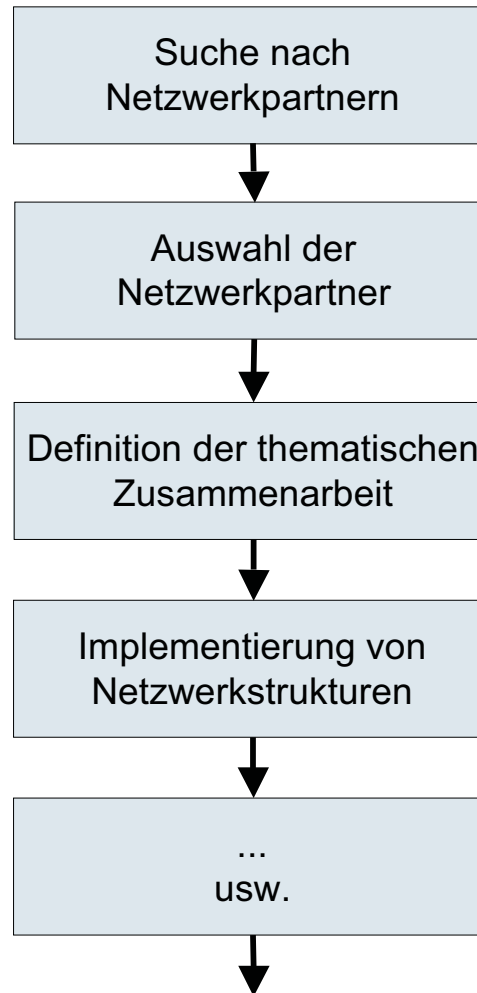 Suche nach
Netzwerkpartnern
Auswahl der
Netzwerkpartner
Definition der thematischen
Zusammenarbeit
Implementierung von
Netzwerkstrukturen
...
usw.